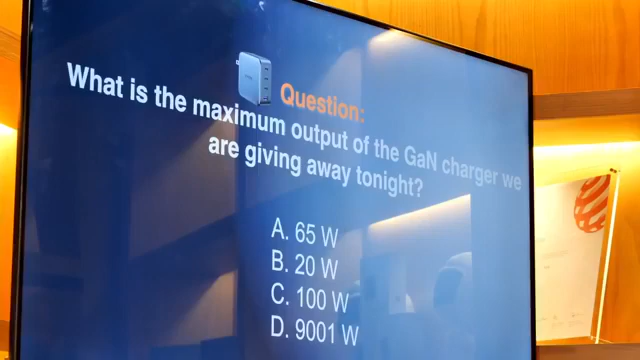 Question:
What is the maximum output of the GaN charger we
are giving away tonight?
A. 65 W
B. 20 W
C. 100 W
D. 9001 W